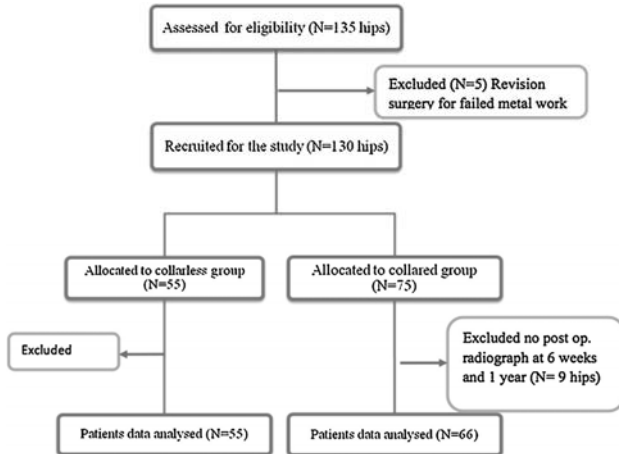 Assessed for eligibility (N=135 hips)
Excluded (N=5) Revision
surgery for failed metal work
Recruited for the study (N=130 hips)
Allocated to collarless group
(N=55)
Allocated to collared group
(N=75)
Excluded
Excluded no post op.
radiograph at 6 weeks
and 1 year (N= 9 hips)
Patients data analysed (N=55)
Patients data analysed (N=66)